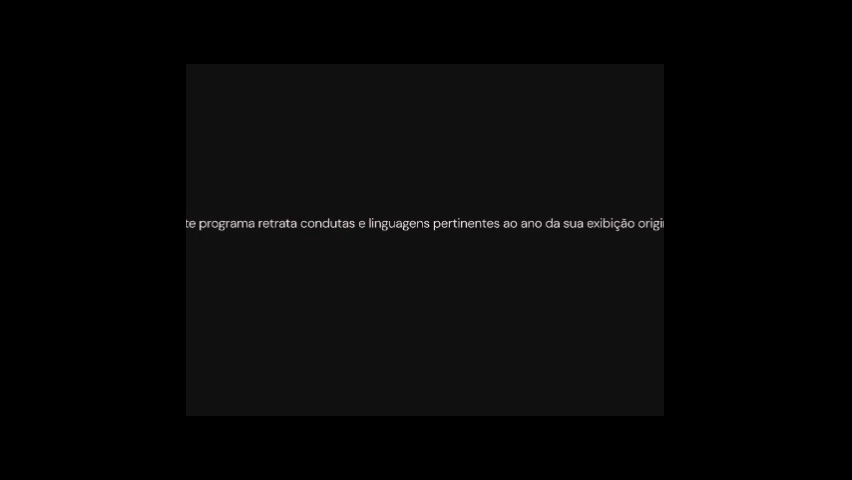 te programa retrata condutas e linguagens pertinentes ao ano da sua exibição origi